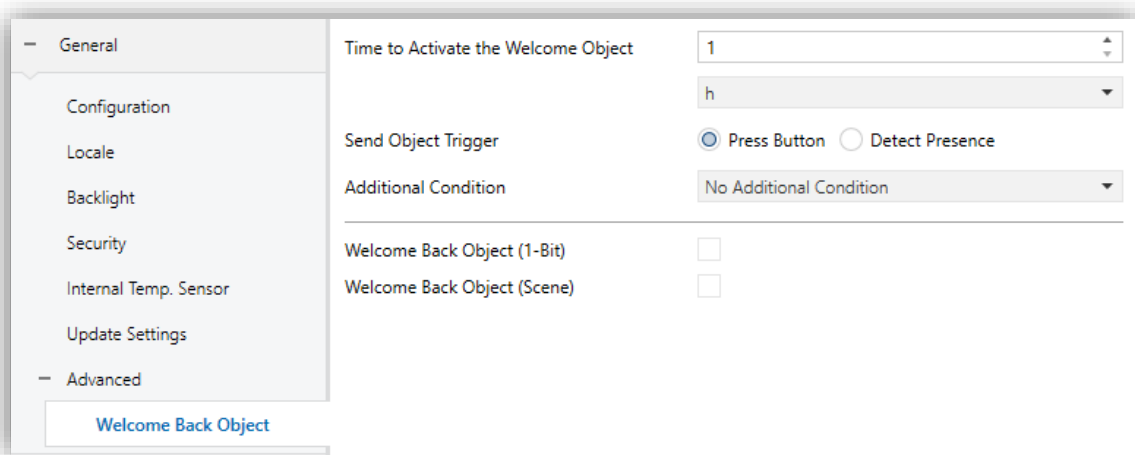 General
Configuration
Locale
Backlight
Security
Internal Temp. Sensor
Update Settings
Advanced
Welcome Back Object
Time to Activate the Welcome Object 1
h
Send Object Trigger Press Button Detect Presence
Additional Condition No Additional Condition
Welcome Back Object (1-Bit)
Welcome Back Object (Scene)